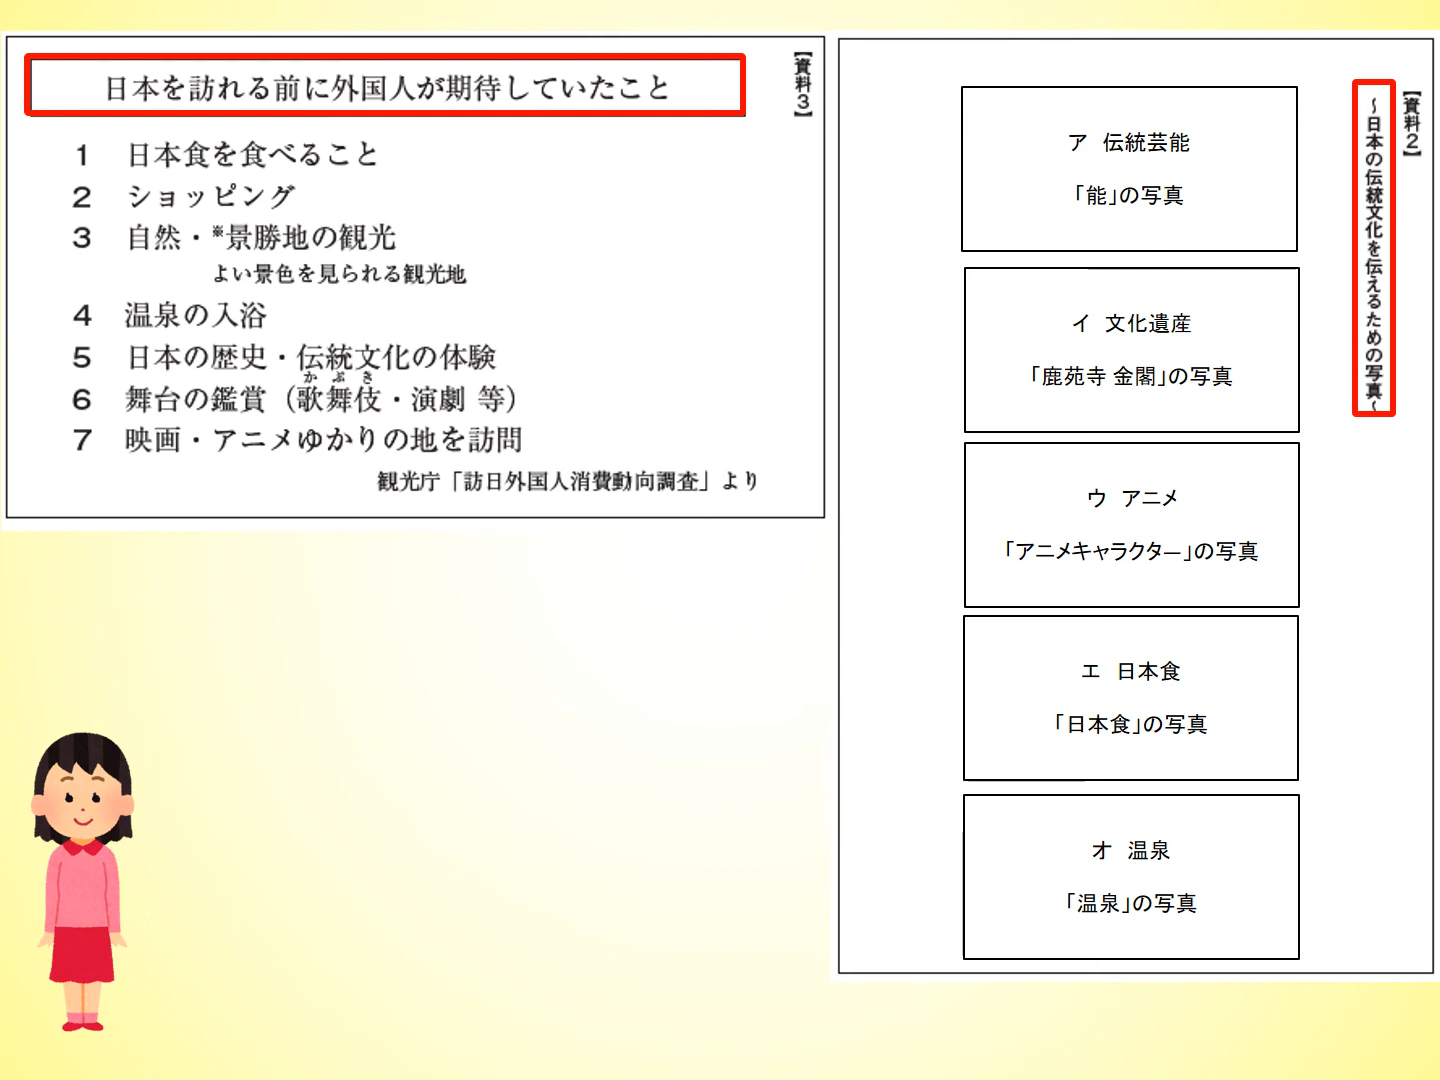 【資料3】
日本を訪れる前に外国人が期待していたこと
1 日本食を食べること
2 ショッピング
3 自然・※景勝地の観光
よい景色を見られる観光地
4 温泉の入浴
5 日本の歴史・伝統文化の体験
かぶき
6 舞台の鑑賞（歌舞伎・演劇 等）
7 映画・アニメゆかりの地を訪問
観光庁「訪日外国人消費動向調査」より
【資料2】
～日本の伝統文化を伝えるための写真～
ア 伝統芸能
「能」の写真
イ 文化遺産
「鹿苑寺 金閣」の写真
ウ アニメ
「アニメキャラクター」の写真
エ 日本食
「日本食」の写真
オ 温泉
「温泉」の写真